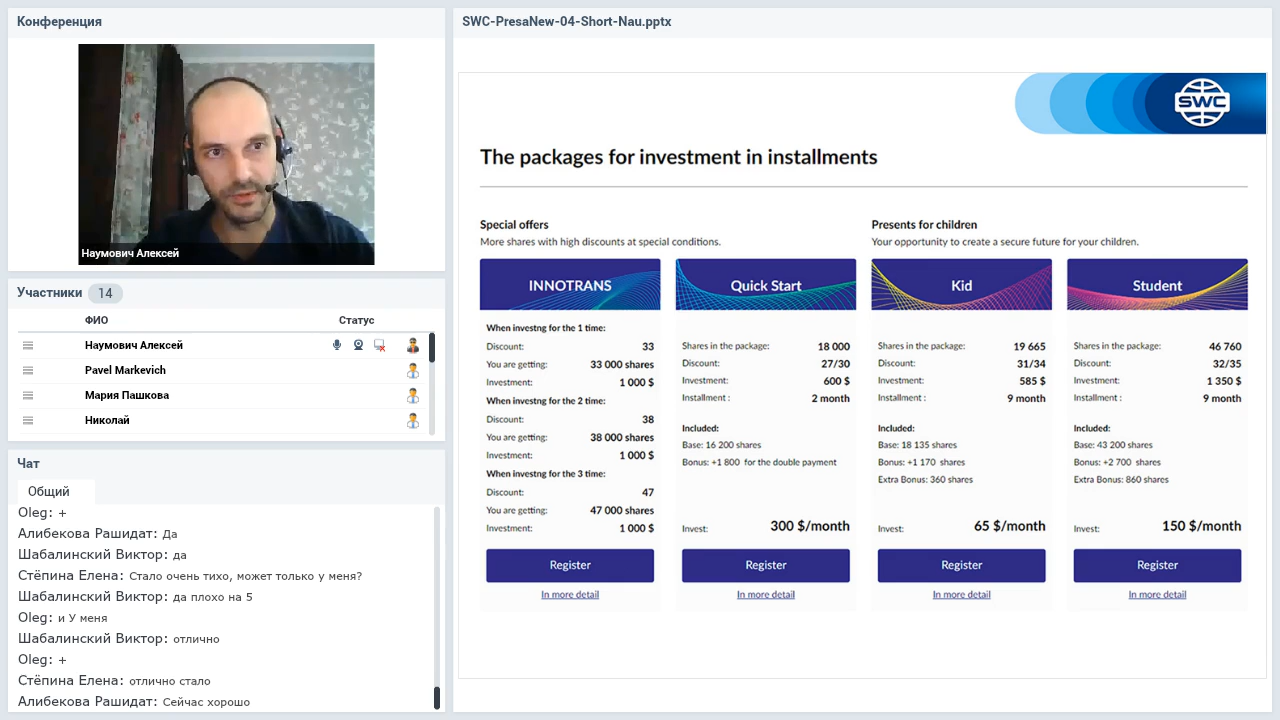 Конференция
Наумович Алексей
Участники 14
ФИО Статус
Наумович Алексей
Pavel Markevich
Мария Пашкова
Николай
Чат
Общий
Oleg: +
Алибекова Рашидат: Да
Шабалинский Виктор: да
Стёпина Елена: Стало очень тихо, может только у меня?
Шабалинский Виктор: да плохо на 5
Oleg: и У меня
Шабалинский Виктор: отлично
Oleg: +
Стёпина Елена: отлично стало
Алибекова Рашидат: Сейчас хорошо
SWC-PresaNew-04-Short-Nau.pptx
SWC
The packages for investment in installments
Special offers
More shares with high discounts at special conditions.
Presents for children
Your opportunity to create a secure future for your children.
INNOTRANS
When investng for the 1 time:
Discount: 33
You are getting: 33 000 shares
Investment: 1 000 $
When investng for the 2 time:
Discount: 38
You are getting: 38 000 shares
Investment: 1 000 $
When investng for the 3 time:
Discount: 47
You are getting: 47 000 shares
Investment: 1 000 $
Register
In more detail
Quick Start
Shares in the package: 18 000
Discount: 27/30
Investment: 600 $
Installment : 2 month
Included:
Base: 16 200 shares
Bonus: +1 800 for the double payment
Invest: 300 $/month
Register
In more detail
Kid
Shares in the package: 19 665
Discount: 31/34
Investment: 585 $
Installment : 9 month
Included:
Base: 18 135 shares
Bonus: +1 170 shares
Extra Bonus: 360 shares
Invest: 65 $/month
Register
In more detail
Student
Shares in the package: 46 760
Discount: 32/35
Investment: 1 350 $
Installment : 9 month
Included:
Base: 43 200 shares
Bonus: +2 700 shares
Extra Bonus: 860 shares
Invest: 150 $/month
Register
In more detail